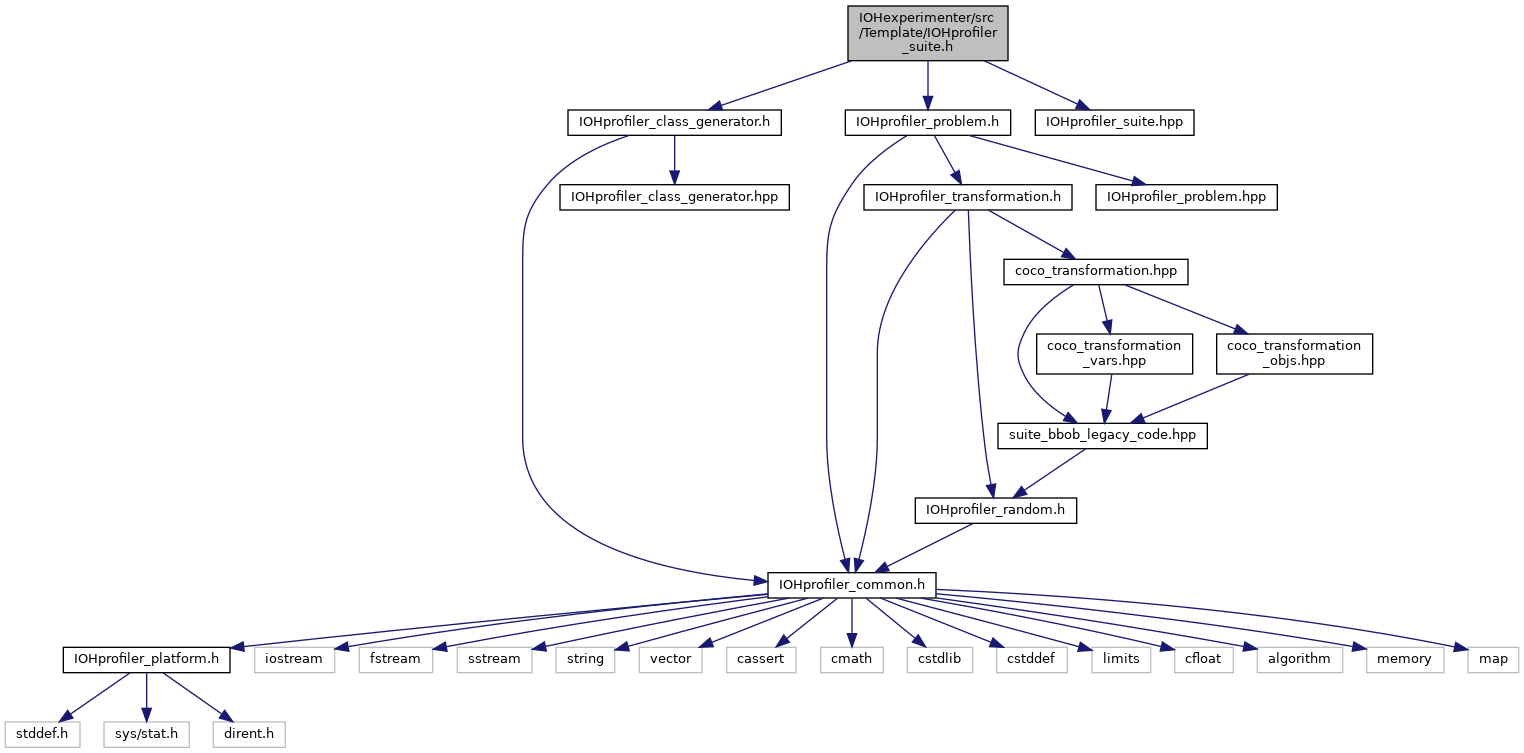 IOHexperimenter/src
/Template/IOHprofiler
_suite.h
IOHprofiler_class_generator.h
IOHprofiler_problem.h
IOHprofiler_suite.hpp
IOHprofiler_class_generator.hpp
IOHprofiler_transformation.h
IOHprofiler_problem.hpp
coco_transformation.hpp
coco_transformation
_vars.hpp
coco_transformation
_objs.hpp
suite_bbob_legacy_code.hpp
IOHprofiler_random.h
IOHprofiler_common.h
IOHprofiler_platform.h
iostream
fstream
sstream
string
vector
cassert
cmath
cstdlib
cstddef
limits
cfloat
algorithm
memory
map
stddef.h
sys/stat.h
dirent.h